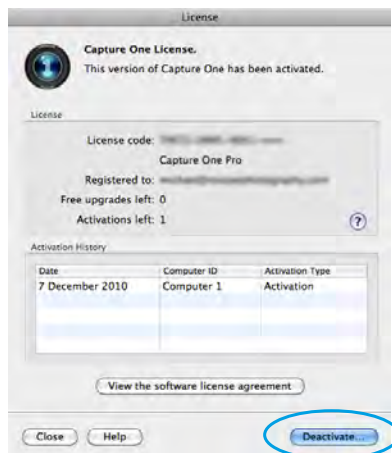 License
Capture One License.
This version of Capture One has been activated.
License
License code:
Capture One Pro
Registered to:
Free upgrades left: 0
Activations left: 1
?
Activation History
Date Computer ID Activation Type
7 December 2010 Computer 1 Activation
View the software license agreement
Close Help Deactivate...